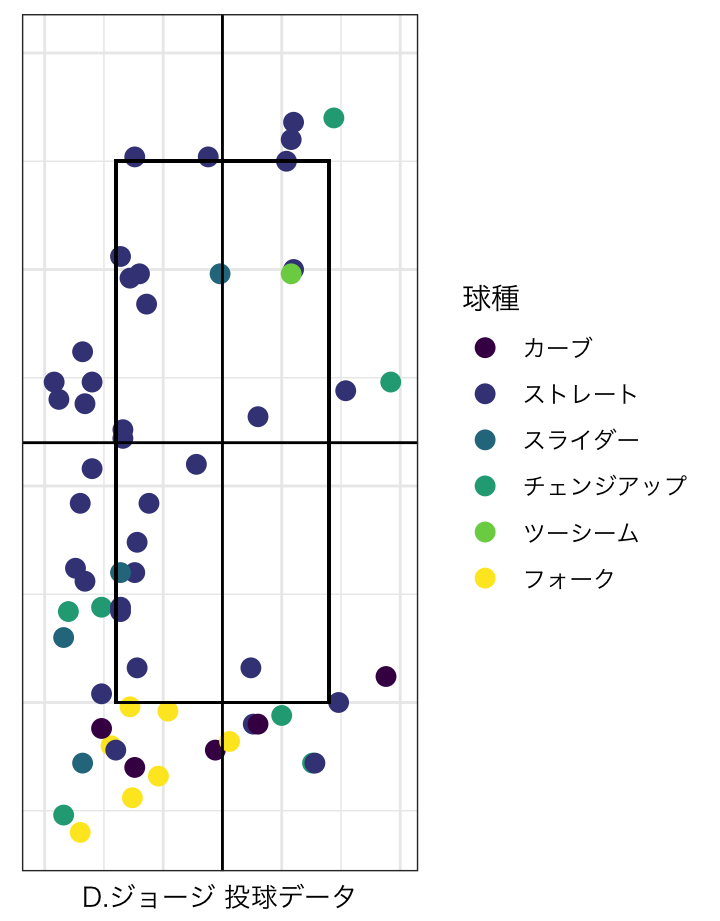 球種
カーブ
ストレート
スライダー
チェンジアップ
ツーシーム
フォーク
D.ジョージ 投球データ